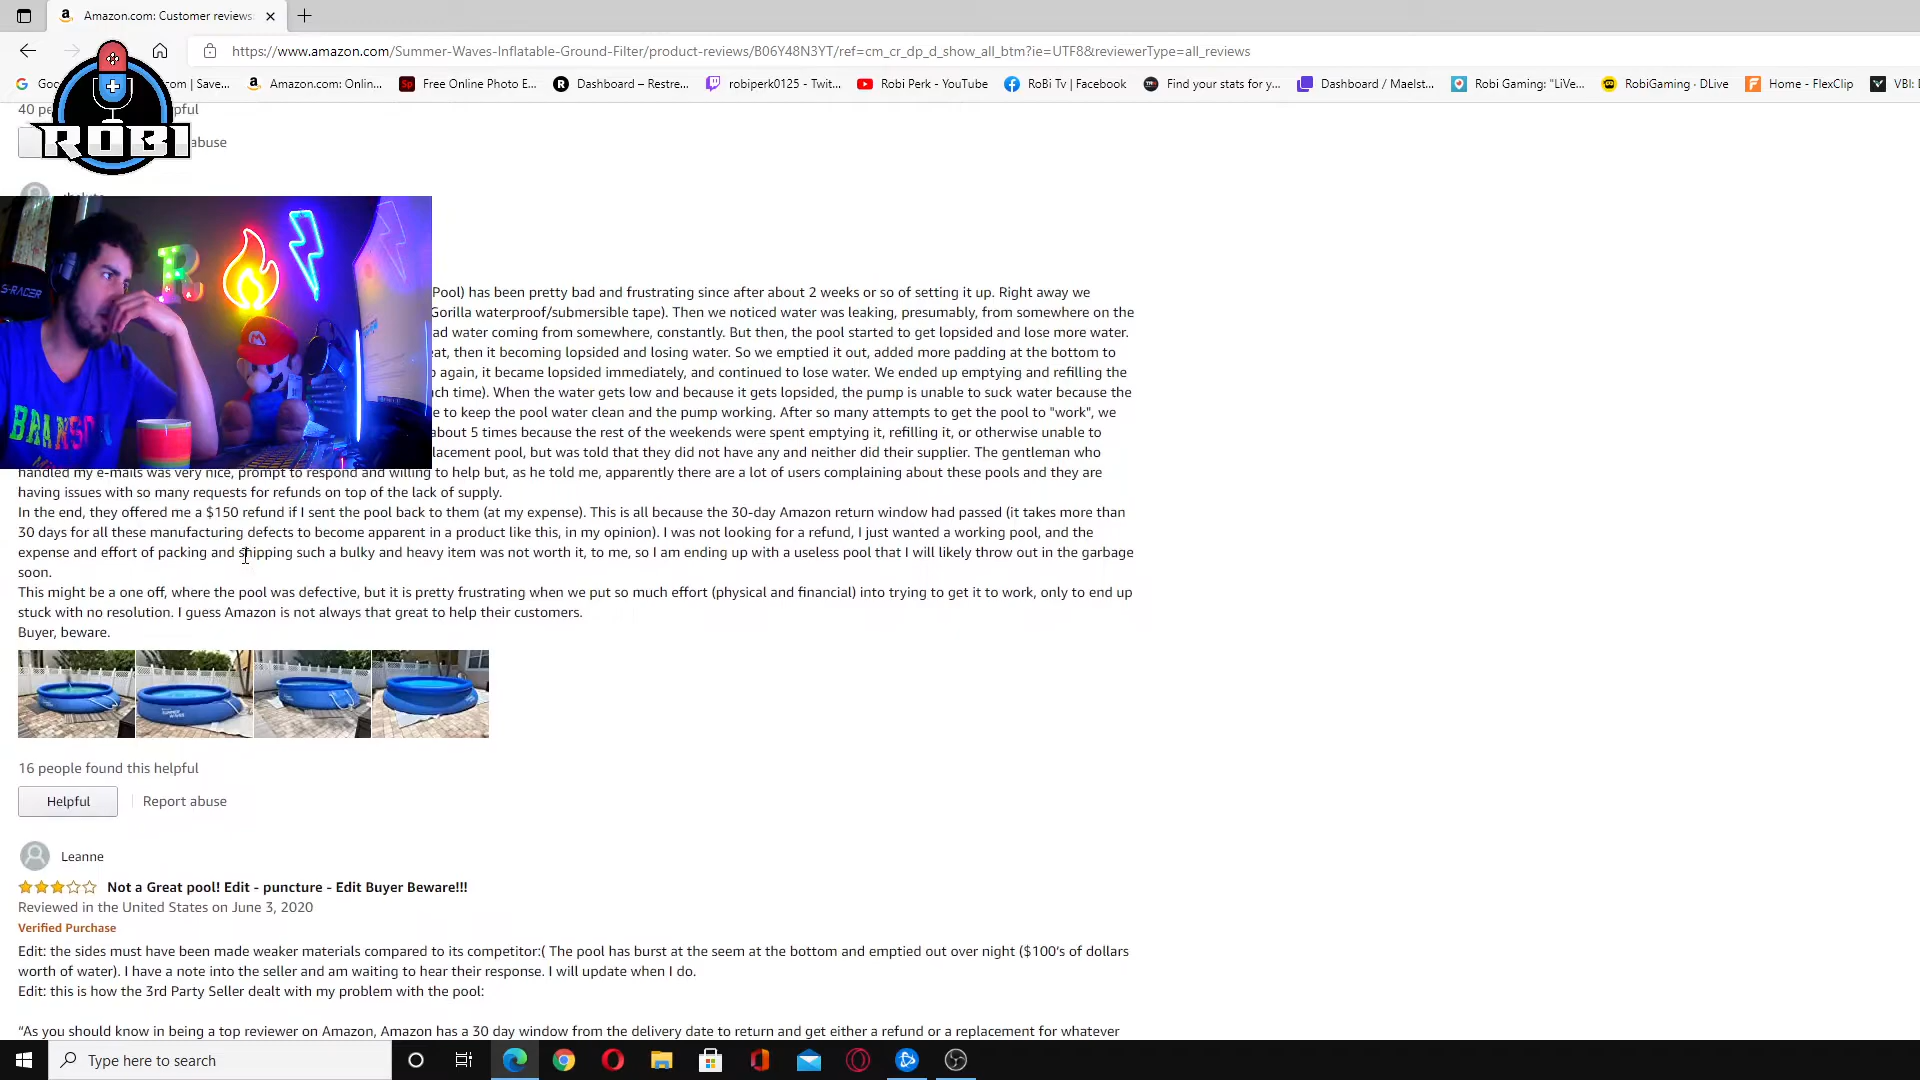 Amazon.com: Customer reviews
https://www.amazon.com/Summer-Waves-Inflatable-Ground-Filter/product-reviews/B06Y48N3YT/ref=cm_cr_dp_d_show_all_btm?ie=UTF8&reviewerType=all_reviews
com | Save... Amazon.com: Onlin... Free Online Photo E... Dashboard – Restre... robiperk0125 - Twit... Robi Perk - YouTube RoBi Tv | Facebook Find your stats for y... Dashboard / Maelst... Robi Gaming: "LiVe... RobiGaming · DLive Home - FlexClip VBI:
40
abuse
ROBI
S-RACER
R
BRANSO
Pool) has been pretty bad and frustrating since after about 2 weeks or so of setting it up. Right away we
Gorilla waterproof/submersible tape). Then we noticed water was leaking, presumably, from somewhere on the
water coming from somewhere, constantly. But then, the pool started to get lopsided and lose more water.
then it becoming lopsided and losing water. So we emptied it out, added more padding at the bottom to
again, it became lopsided immediately, and continued to lose water. We ended up emptying and refilling the
time). When the water gets low and because it gets lopsided, the pump is unable to suck water because the
to keep the pool water clean and the pump working. After so many attempts to get the pool to "work", we
about 5 times because the rest of the weekends were spent emptying it, refilling it, or otherwise unable to
lacement pool, but was told that they did not have any and neither did their supplier. The gentleman who
handled my e-mails was very nice, prompt to respond and willing to help but, as he told me, apparently there are a lot of users complaining about these pools and they are
having issues with so many requests for refunds on top of the lack of supply.
In the end, they offered me a $150 refund if I sent the pool back to them (at my expense). This is all because the 30-day Amazon return window had passed (it takes more than
30 days for all these manufacturing defects to become apparent in a product like this, in my opinion). I was not looking for a refund, I just wanted a working pool, and the
expense and effort of packing and shipping such a bulky and heavy item was not worth it, to me, so I am ending up with a useless pool that I will likely throw out in the garbage
soon.
This might be a one off, where the pool was defective, but it is pretty frustrating when we put so much effort (physical and financial) into trying to get it to work, only to end up
stuck with no resolution. I guess Amazon is not always that great to help their customers.
Buyer, beware.
16 people found this helpful
Helpful Report abuse
Leanne
Not a Great pool! Edit - puncture - Edit Buyer Beware!!!
Reviewed in the United States on June 3, 2020
Verified Purchase
Edit: the sides must have been made weaker materials compared to its competitor:( The pool has burst at the seem at the bottom and emptied out over night ($100's of dollars
worth of water). I have a note into the seller and am waiting to hear their response. I will update when I do.
Edit: this is how the 3rd Party Seller dealt with my problem with the pool:
“As you should know in being a top reviewer on Amazon, Amazon has a 30 day window from the delivery date to return and get either a refund or a replacement for whatever
Type here to search